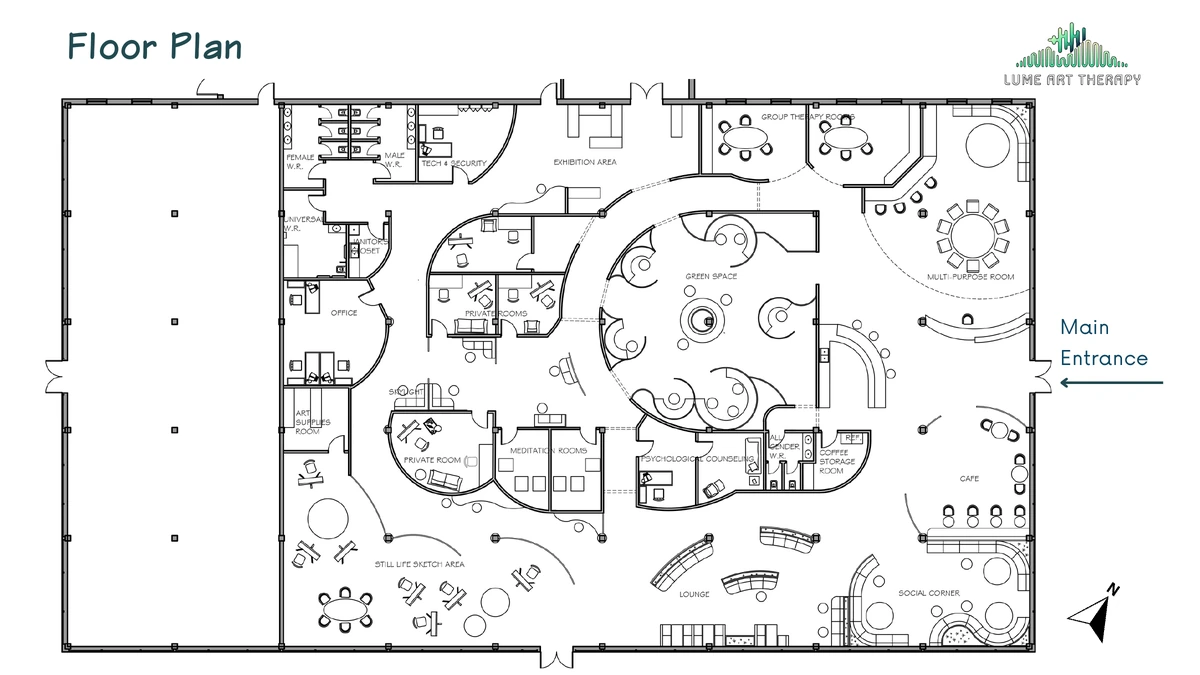 Floor Plan
LUME ART THERAPY
GROUP THERAPY ROOMS
FEMALE
W.R.
MALE
W.R.
TECH & SECURITY
EXHIBITION AREA
UNIVERSAL
W.R.
JANITOR'S
CLOSET
GREEN SPACE
MULTI-PURPOSE ROOM
OFFICE
PRIVATE ROOMS
Main
Entrance
SKYLIGHT
ART
SUPPLIES
ROOM
PRIVATE ROOM
MEDITATION ROOMS
PSYCHOLOGICAL COUNSELING
ALL
GENDER
W.R.
REF.
COFFEE
STORAGE
ROOM
CAFE
STILL LIFE SKETCH AREA
LOUNGE
SOCIAL CORNER
N